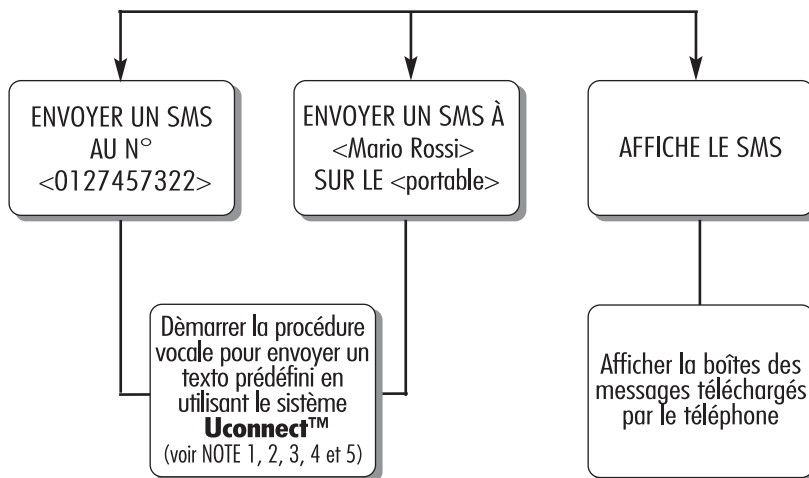 ENVOYER UN SMS
AU N°
<0127457322>
ENVOYER UN SMS À
<Mario Rossi>
SUR LE <portable>
AFFICHE LE SMS
Dèmarrer la procédure
vocale pour envoyer un
texto prédéfini en
utilisant le sistème
Uconnect™
(voir NOTE 1, 2, 3, 4 et 5)
Afficher la boîtes des
messages téléchargés
par le téléphone